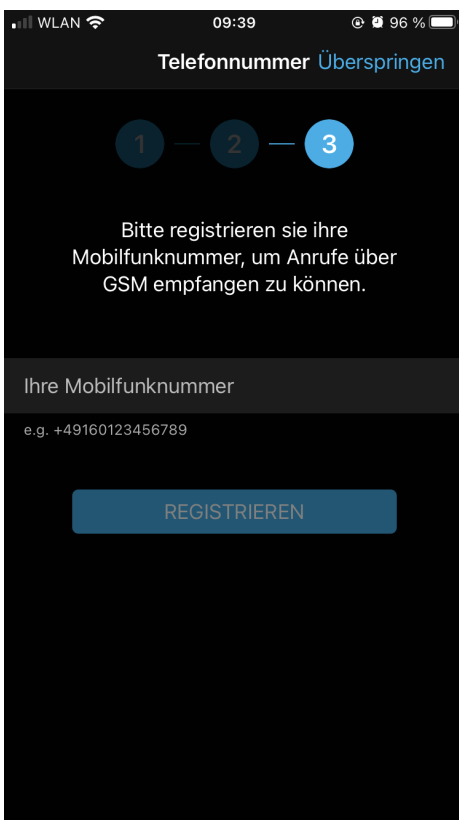 WLAN 09:39 96 %
Telefonnummer Überspringen
1 2 3
Bitte registrieren sie ihre
Mobilfunknummer, um Anrufe über
GSM empfangen zu können.
Ihre Mobilfunknummer
e.g. +49160123456789
REGISTRIEREN